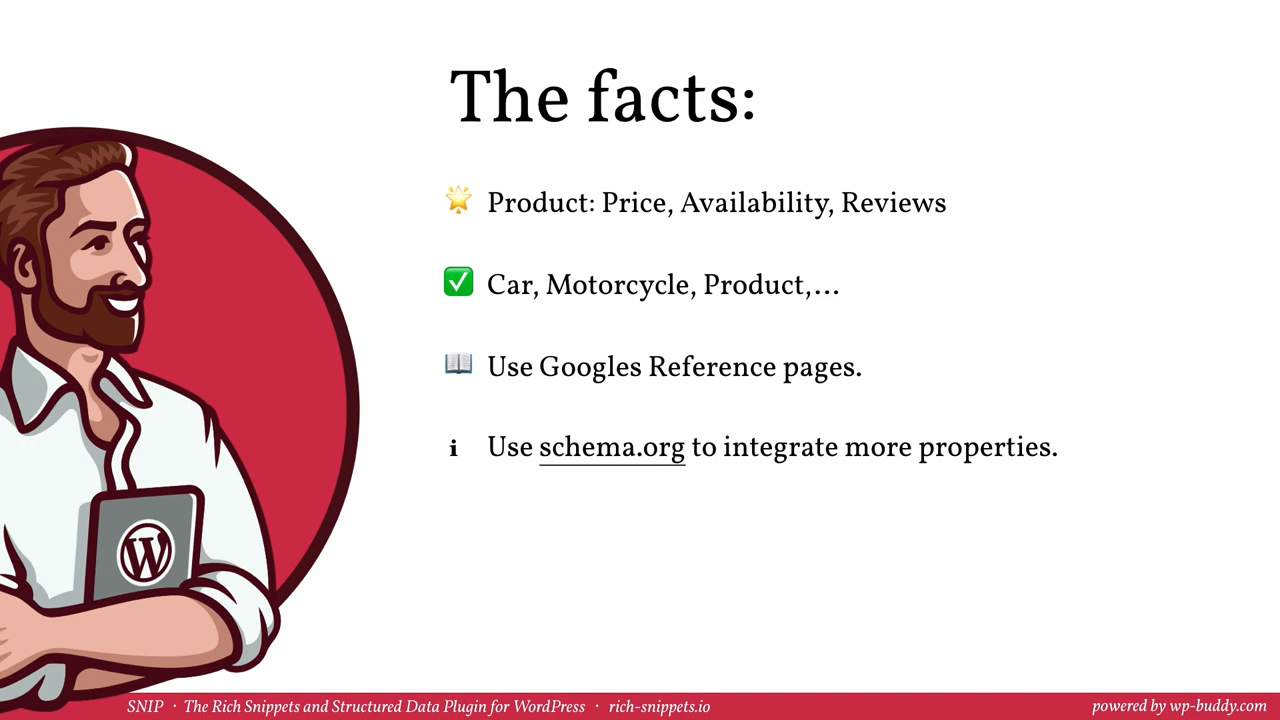 The facts:
🌟 Product: Price, Availability, Reviews
✅ Car, Motorcycle, Product,…
📖 Use Googles Reference pages.
ℹ Use schema.org to integrate more properties.
W
SNIP · The Rich Snippets and Structured Data Plugin for WordPress · rich-snippets.io
powered by wp-buddy.com